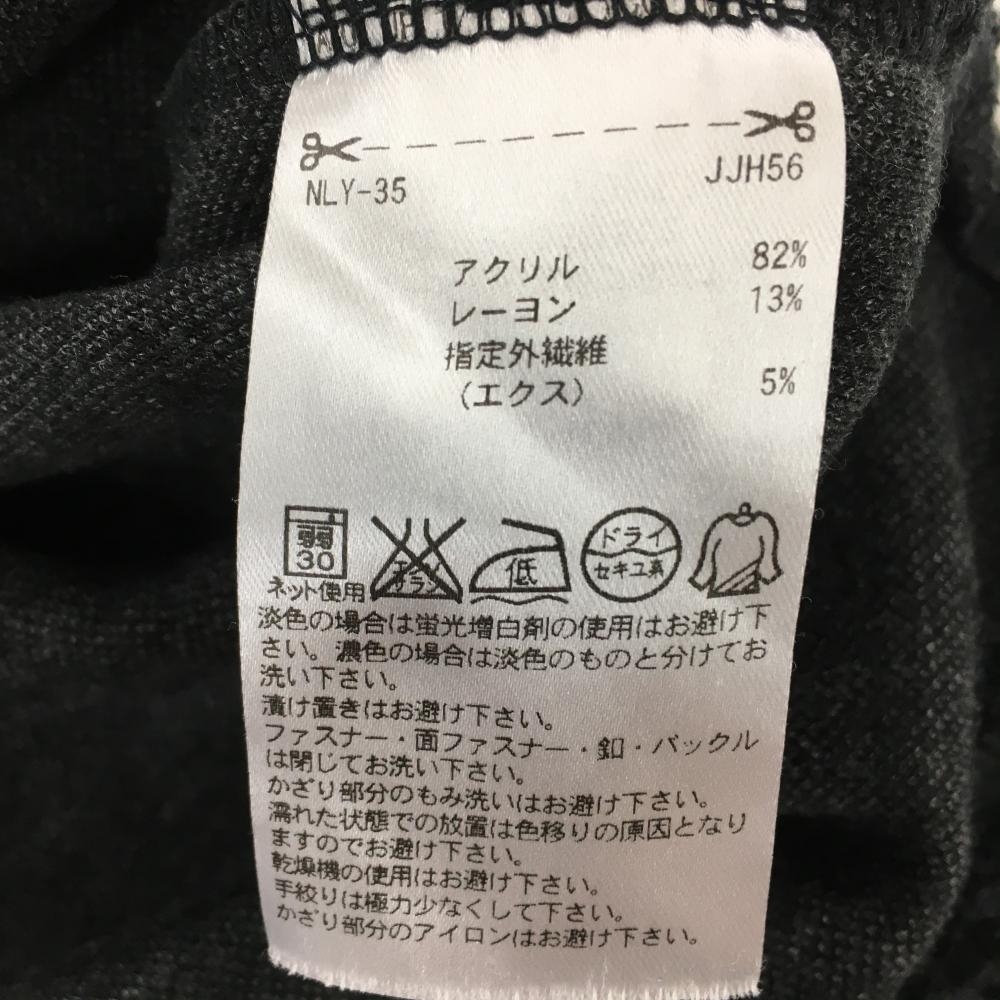 NLY-35 JJH56
アクリル 82%
レーヨン 13%
指定外繊維
(エクス) 5%
弱
30
ネット使用
エンソ
サラシ
低
ドライ
セキユ系
淡色の場合は蛍光増白剤の使用はお避け下
さい。濃色の場合は淡色のものと分けてお
洗い下さい。
漬け置きはお避け下さい。
ファスナー・面ファスナー・釦・バックル
は閉じてお洗い下さい。
かざり部分のもみ洗いはお避け下さい。
濡れた状態での放置は色移りの原因となり
ますのでお避け下さい。
乾燥機の使用はお避け下さい。
手絞りは極力少なくして下さい。
かざり部分のアイロンはお避け下さい。